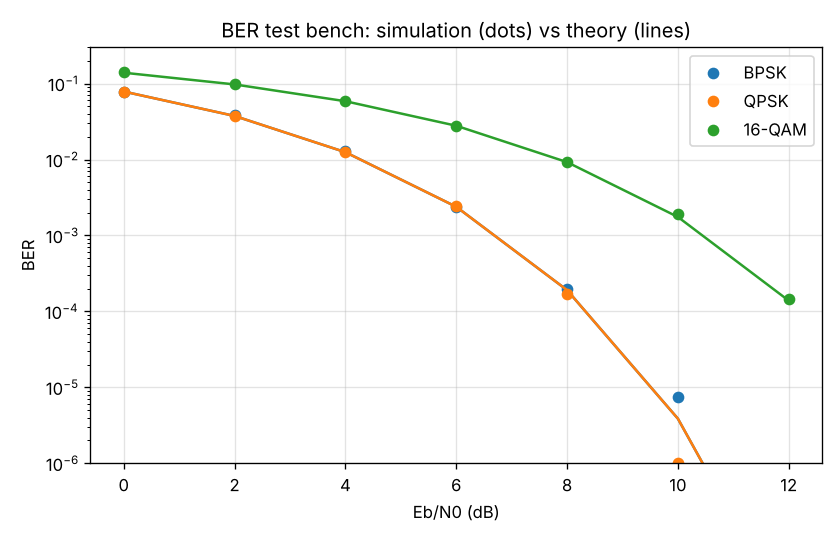 BER test bench: simulation (dots) vs theory (lines)
BPSK
QPSK
16-QAM
BER
10⁻¹
10⁻²
10⁻³
10⁻⁴
10⁻⁵
10⁻⁶
0 2 4 6 8 10 12
Eb/N0 (dB)